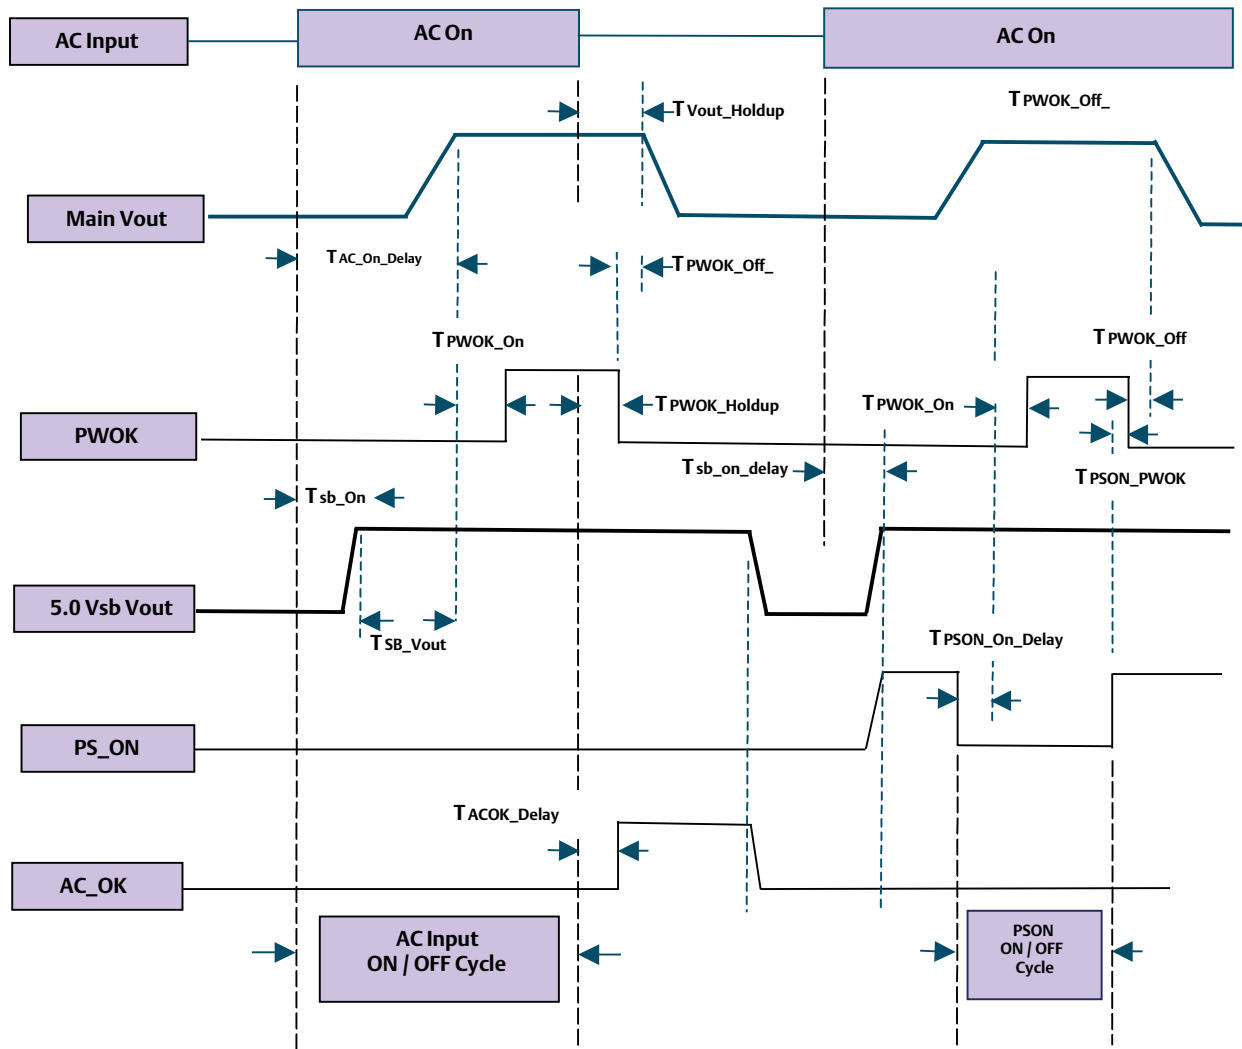 AC Input
AC On
AC On
T Vout_Holdup
T PWOK_Off_
Main Vout
T AC_On_Delay
T PWOK_Off_
T PWOK_On
T PWOK_Off
T PWOK_Holdup
T PWOK_On
PWOK
T sb_on_delay
T PSON_PWOK
T sb_On
5.0 Vsb Vout
T SB_Vout
T PSON_On_Delay
PS_ON
T ACOK_Delay
AC_OK
AC Input
ON / OFF Cycle
PSON
ON / OFF
Cycle